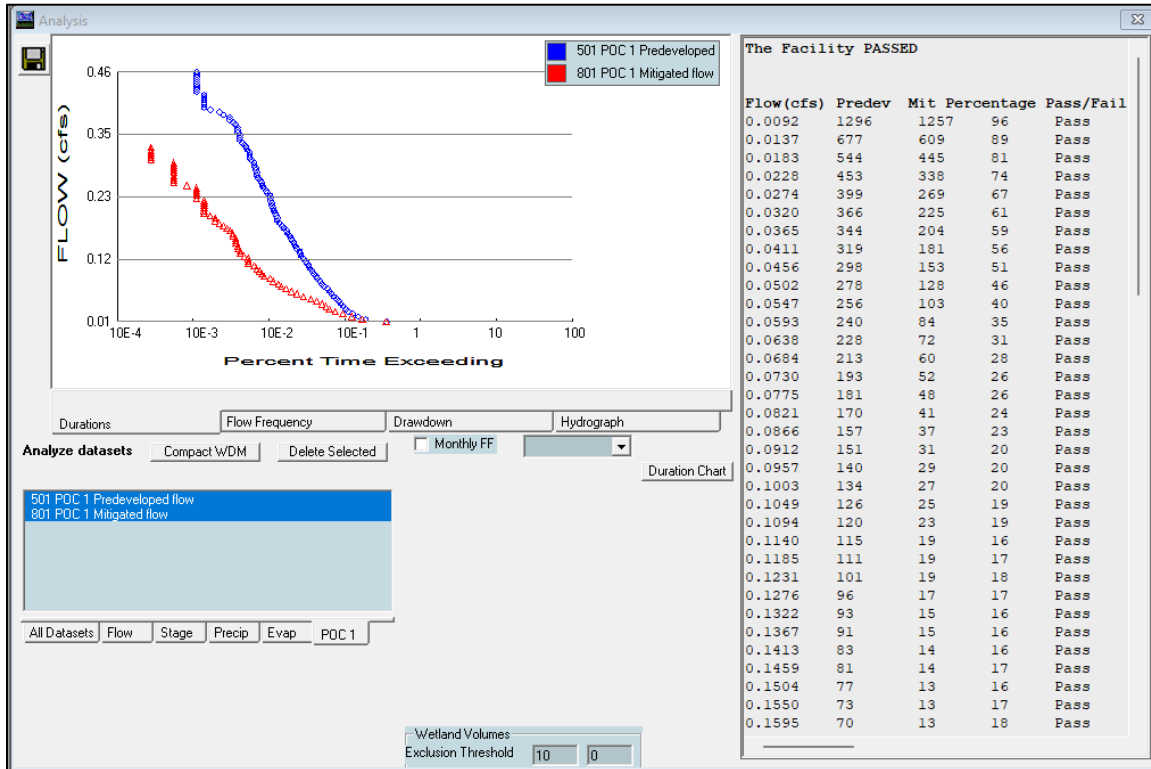 Analysis
501 POC 1 Predeveloped
801 POC 1 Mitigated flow
FLOW (cfs)
0.46
0.35
0.23
0.12
0.01
10E-4 10E-3 10E-2 10E-1 1 10 100
Percent Time Exceeding
Durations Flow Frequency Drawdown Hydrograph
Analyze datasets Compact WDM Delete Selected Monthly FF
Duration Chart
501 POC 1 Predeveloped flow
801 POC 1 Mitigated flow
All Datasets Flow Stage Precip Evap POC 1
Wetland Volumes
Exclusion Threshold 10 0
The Facility PASSED
Flow(cfs) Predev Mit Percentage Pass/Fail
0.0092 1296 1257 96 Pass
0.0137 677 609 89 Pass
0.0183 544 445 81 Pass
0.0228 453 338 74 Pass
0.0274 399 269 67 Pass
0.0320 366 225 61 Pass
0.0365 344 204 59 Pass
0.0411 319 181 56 Pass
0.0456 298 153 51 Pass
0.0502 278 128 46 Pass
0.0547 256 103 40 Pass
0.0593 240 84 35 Pass
0.0638 228 72 31 Pass
0.0684 213 60 28 Pass
0.0730 193 52 26 Pass
0.0775 181 48 26 Pass
0.0821 170 41 24 Pass
0.0866 157 37 23 Pass
0.0912 151 31 20 Pass
0.0957 140 29 20 Pass
0.1003 134 27 20 Pass
0.1049 126 25 19 Pass
0.1094 120 23 19 Pass
0.1140 115 19 16 Pass
0.1185 111 19 17 Pass
0.1231 101 19 18 Pass
0.1276 96 17 17 Pass
0.1322 93 15 16 Pass
0.1367 91 15 16 Pass
0.1413 83 14 16 Pass
0.1459 81 14 17 Pass
0.1504 77 13 16 Pass
0.1550 73 13 17 Pass
0.1595 70 13 18 Pass